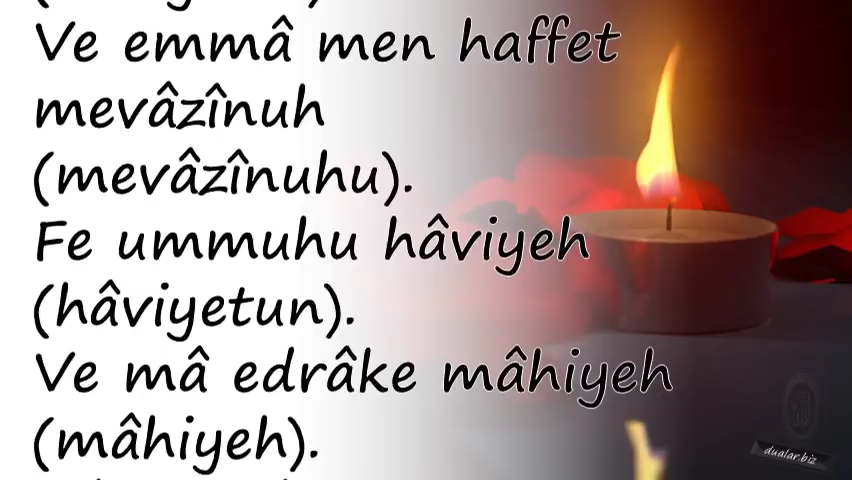 Ve emmâ men haffet
mevâzînuh
(mevâzînuhu).
Fe ummuhu hâviyeh
(hâviyetun).
Ve mâ edrâke mâhiyeh
(mâhiyeh).
dualar.biz